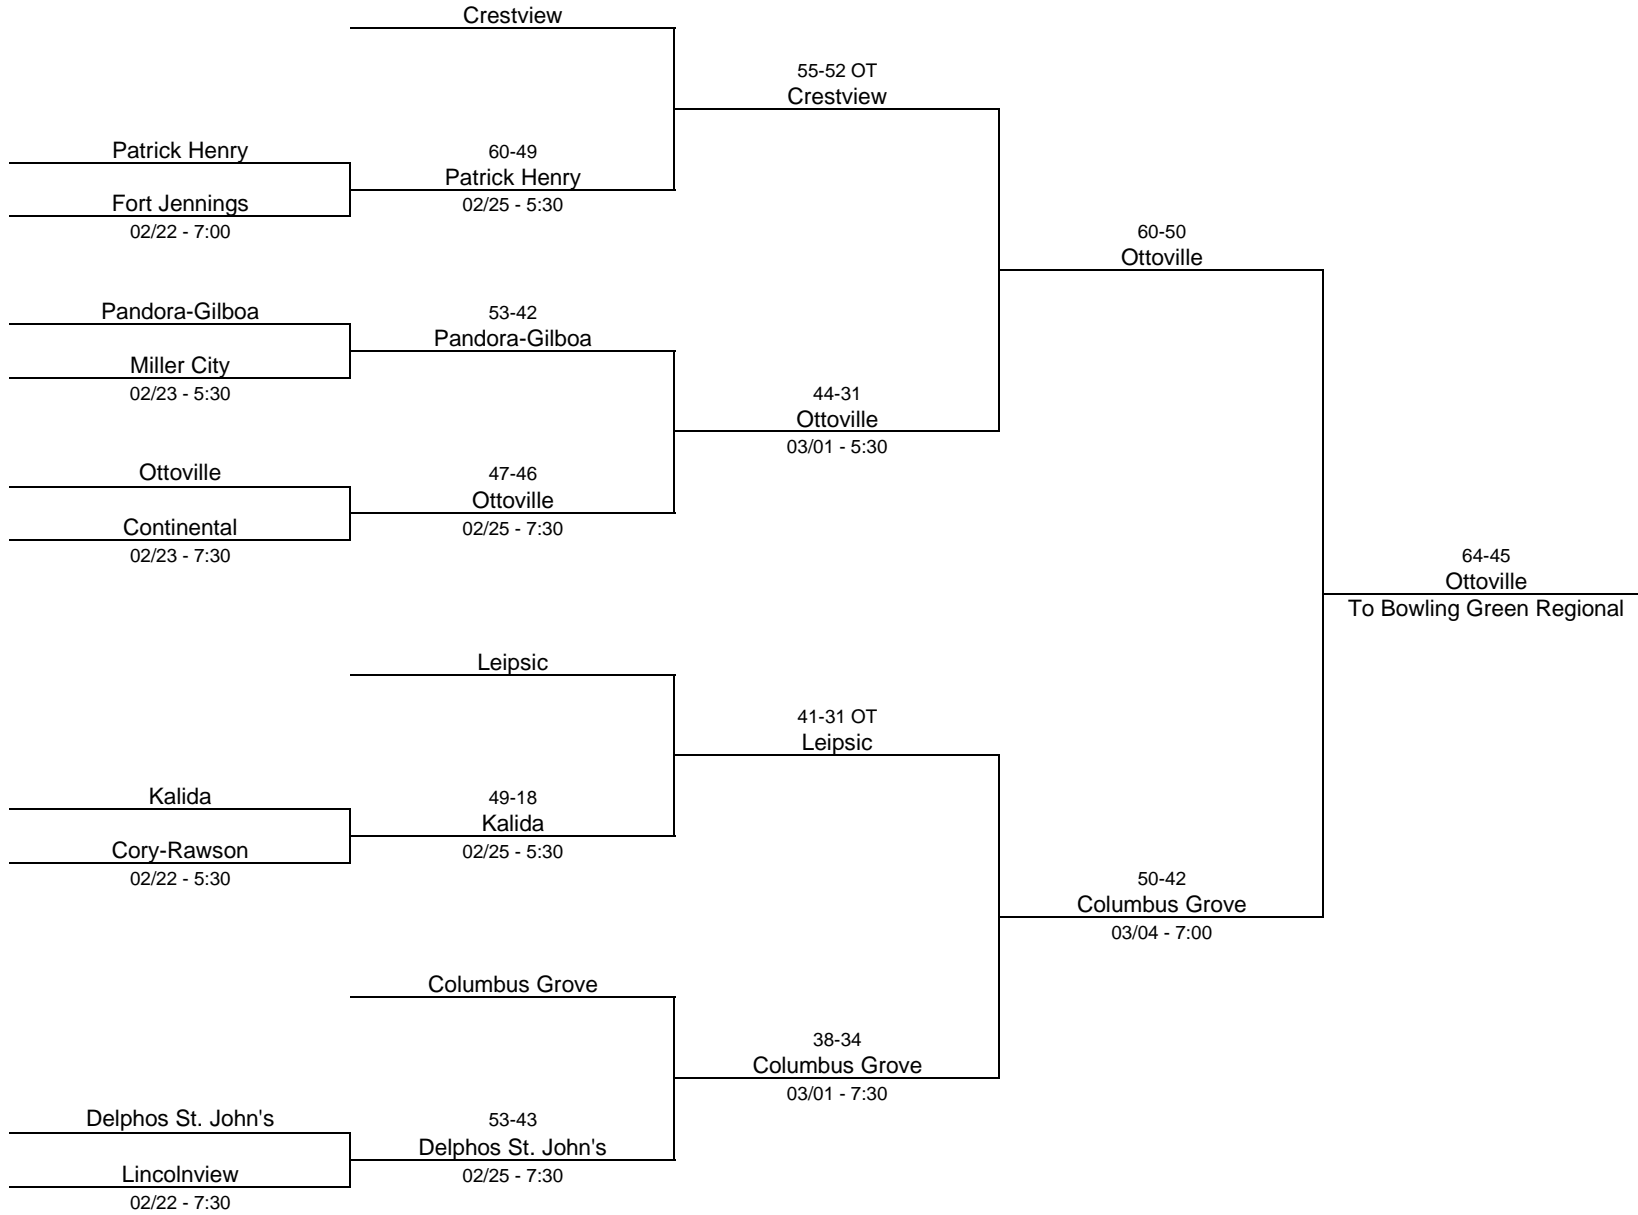 Crestview
55-52 OT
Crestview
Patrick Henry
60-49
Patrick Henry
Fort Jennings
02/25 - 5:30
02/22 - 7:00
60-50
Ottoville
Pandora-Gilboa
53-42
Pandora-Gilboa
Miller City
02/23 - 5:30
44-31
Ottoville
03/01 - 5:30
Ottoville
47-46
Ottoville
Continental
02/25 - 7:30
02/23 - 7:30
64-45
Ottoville
To Bowling Green Regional
Leipsic
41-31 OT
Leipsic
Kalida
49-18
Kalida
Cory-Rawson
02/25 - 5:30
02/22 - 5:30
50-42
Columbus Grove
03/04 - 7:00
Columbus Grove
38-34
Columbus Grove
03/01 - 7:30
Delphos St. John's
53-43
Delphos St. John's
Lincolnview
02/25 - 7:30
02/22 - 7:30